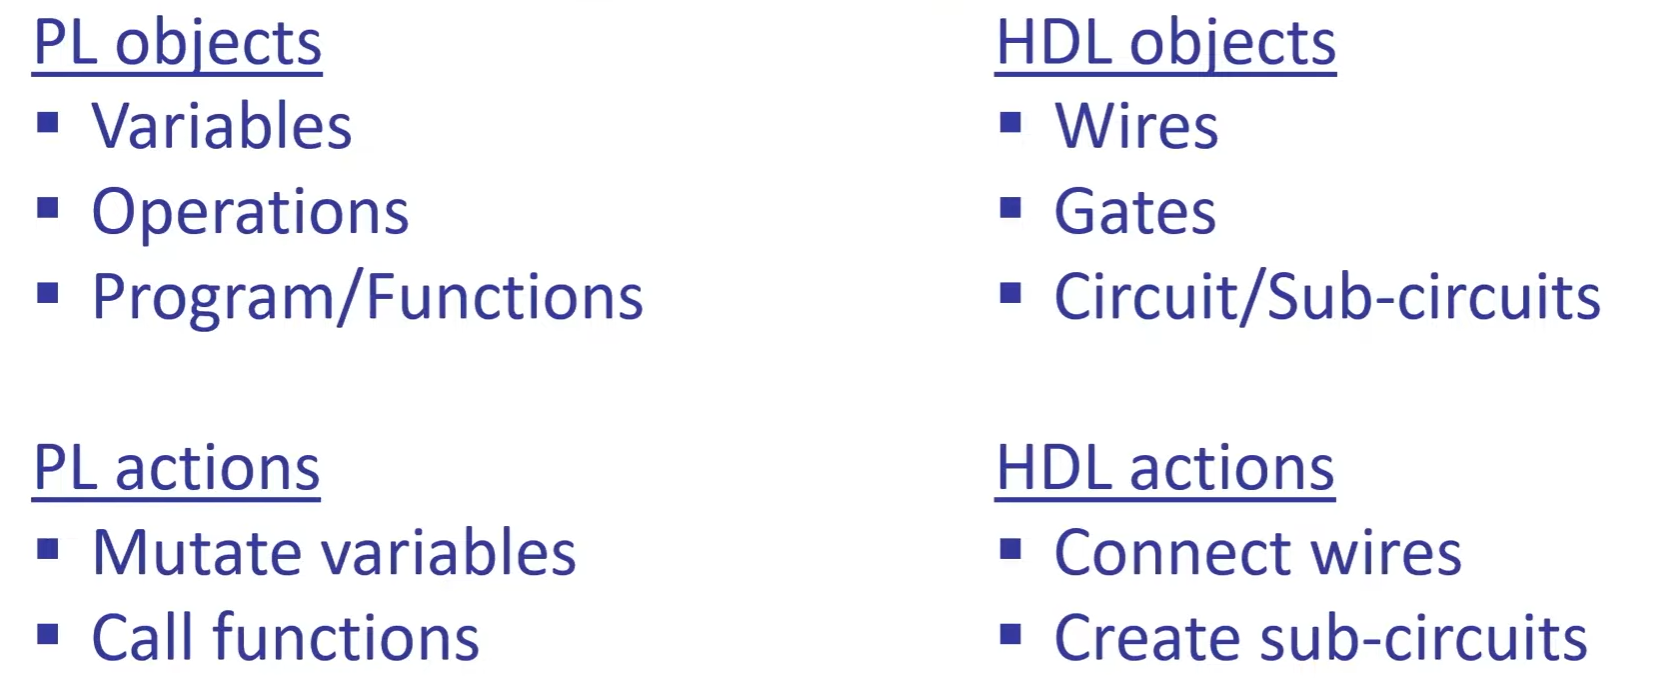 PL objects
▪ Variables
▪ Operations
▪ Program/Functions
PL actions
▪ Mutate variables
▪ Call functions
HDL objects
▪ Wires
▪ Gates
▪ Circuit/Sub-circuits
HDL actions
▪ Connect wires
▪ Create sub-circuits